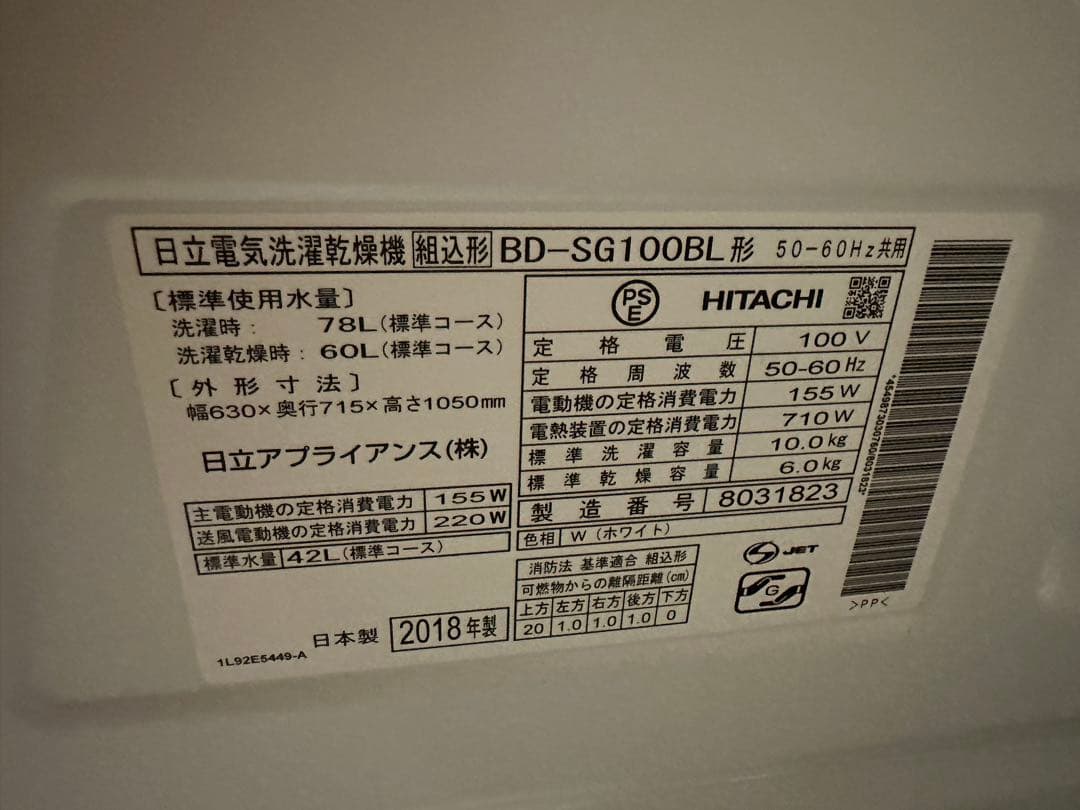 日立電気洗濯乾燥機 組込形 BD-SG100BL形 50-60Hz共用
〔標準使用水量〕
洗濯時: 78L(標準コース)
洗濯乾燥時: 60L(標準コース)
〔外形寸法〕
幅630×奥行715×高さ1050mm
日立アプライアンス(株)
主電動機の定格消費電力 155W
送風電動機の定格消費電力 220W
標準水量 42L(標準コース)
日本製 2018年製
1L92E5449-A
PSE HITACHI
定格電圧 100V
定格周波数 50-60Hz
電動機の定格消費電力 155W
電熱装置の定格消費電力 710W
標準洗濯容量 10.0kg
標準乾燥容量 6.0kg
製造番号 8031823
色相 W(ホワイト)
消防法 基準適合 組込形
可燃物からの離隔距離(cm)
上方 左方 右方 後方 下方
20 1.0 1.0 1.0 0
S JET
G
>PP<